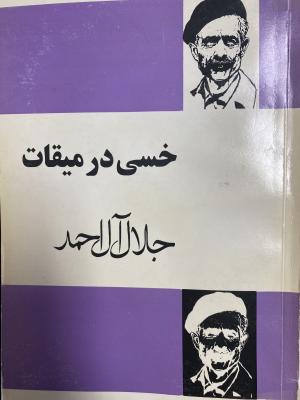 خسی در میقات
جلال آل احمد